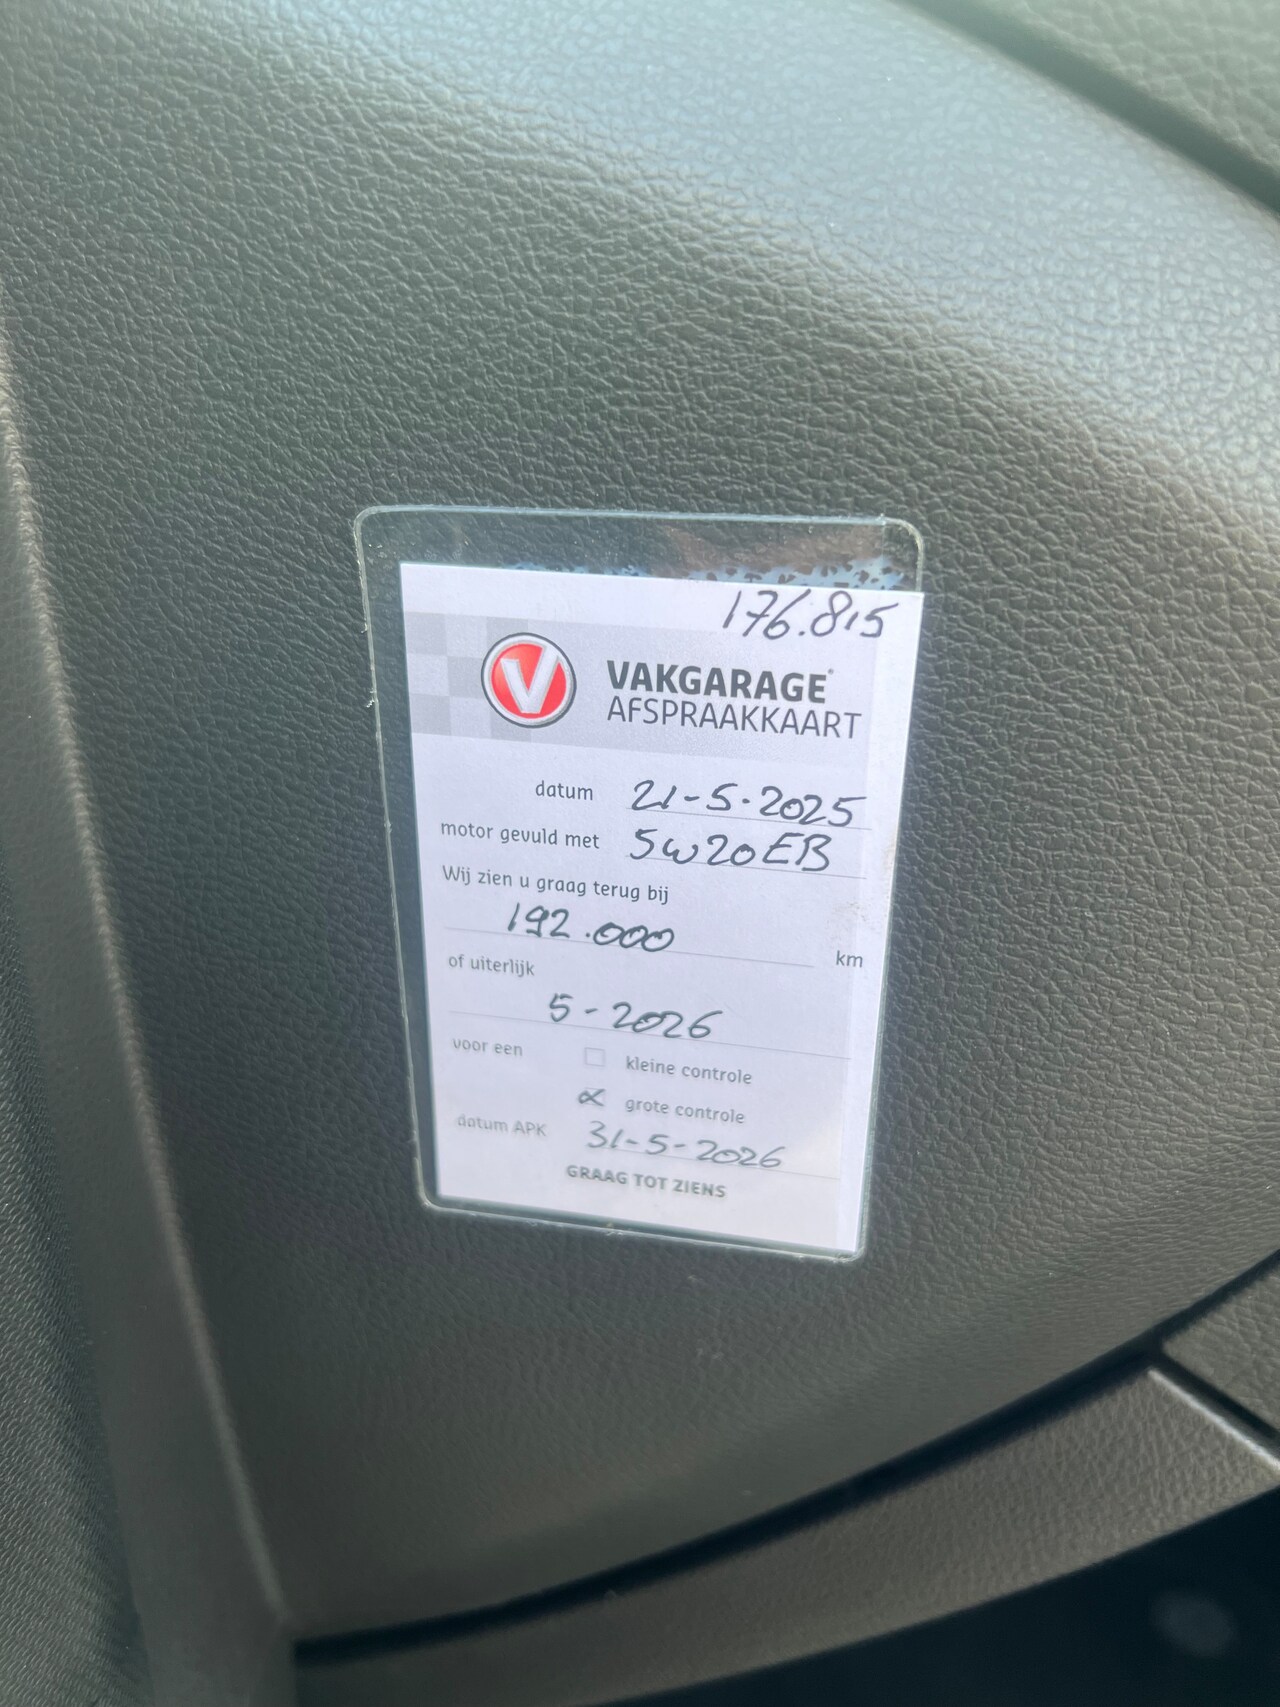 176.815
V
VAKGARAGE®
AFSPRAAKKAART
datum 21-5-2025
motor gevuld met 5w20EB
Wij zien u graag terug bij
192.000 km
of uiterlijk
5-2026
voor een kleine controle
x grote controle
datum APK 31-5-2026
GRAAG TOT ZIENS